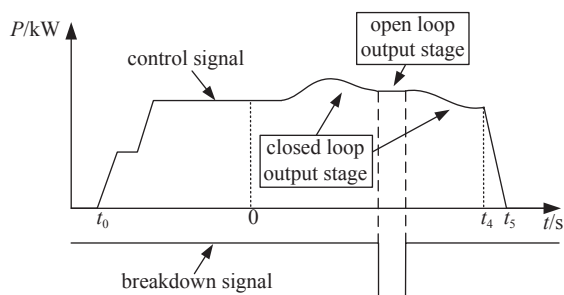 P/kW
control signal
open loop
output stage
closed loop
output stage
t₀
0
t₄
t₅
t/s
breakdown signal